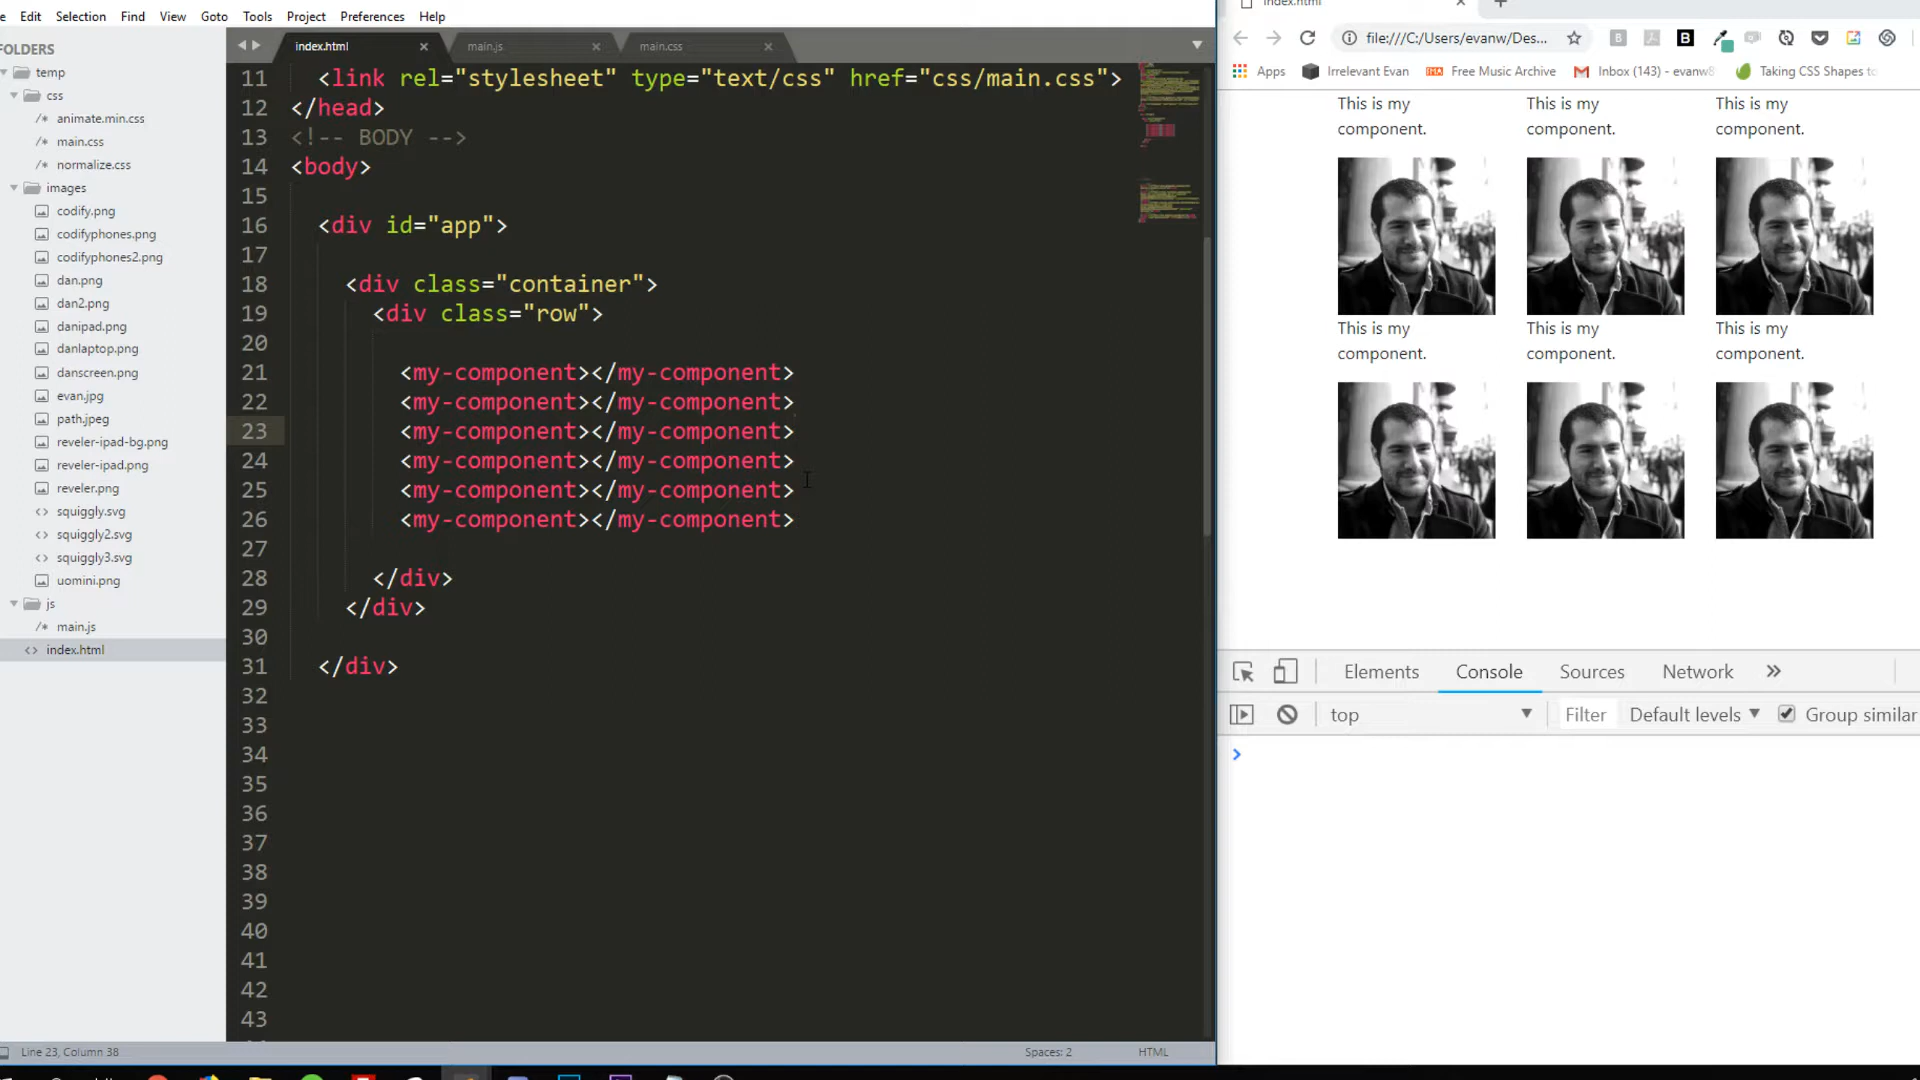 Edit Selection Find View Goto Tools Project Preferences Help
index.html
FOLDERS
temp
css
animate.min.css
main.css
normalize.css
images
codify.png
codifyphones.png
codifyphones2.png
dan.png
dan2.png
danipad.png
danlaptop.png
danscreen.png
evan.jpg
path.jpeg
reveler-ipad-bg.png
reveler-ipad.png
reveler.png
squiggly.svg
squiggly2.svg
squiggly3.svg
uomini.png
js
main.js
index.html
index.html main.js main.css
11 <link rel="stylesheet" type="text/css" href="css/main.css">
12 </head>
13 <!-- BODY -->
14 <body>
15
16 <div id="app">
17
18 <div class="container">
19 <div class="row">
20
21 <my-component></my-component>
22 <my-component></my-component>
23 <my-component></my-component>
24 <my-component></my-component>
25 <my-component></my-component>
26 <my-component></my-component>
27
28 </div>
29 </div>
30
31 </div>
32
33
34
35
36
37
38
39
40
41
42
43
Line 23, Column 38 Spaces: 2 HTML
file:///C:/Users/evanw/Des...
Apps Irrelevant Evan Free Music Archive Inbox (143) - evanw Taking CSS Shapes to
This is my This is my This is my
component. component. component.
This is my This is my This is my
component. component. component.
Elements Console Sources Network »
top Filter Default levels Group similar